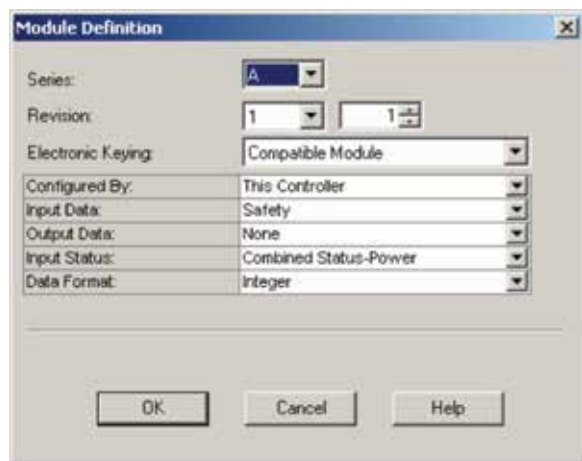 Module Definition
Series: A
Revision: 1 1
Electronic Keying: Compatible Module
Configured By: This Controller
Input Data: Safety
Output Data: None
Input Status: Combined Status-Power
Data Format: Integer
OK Cancel Help